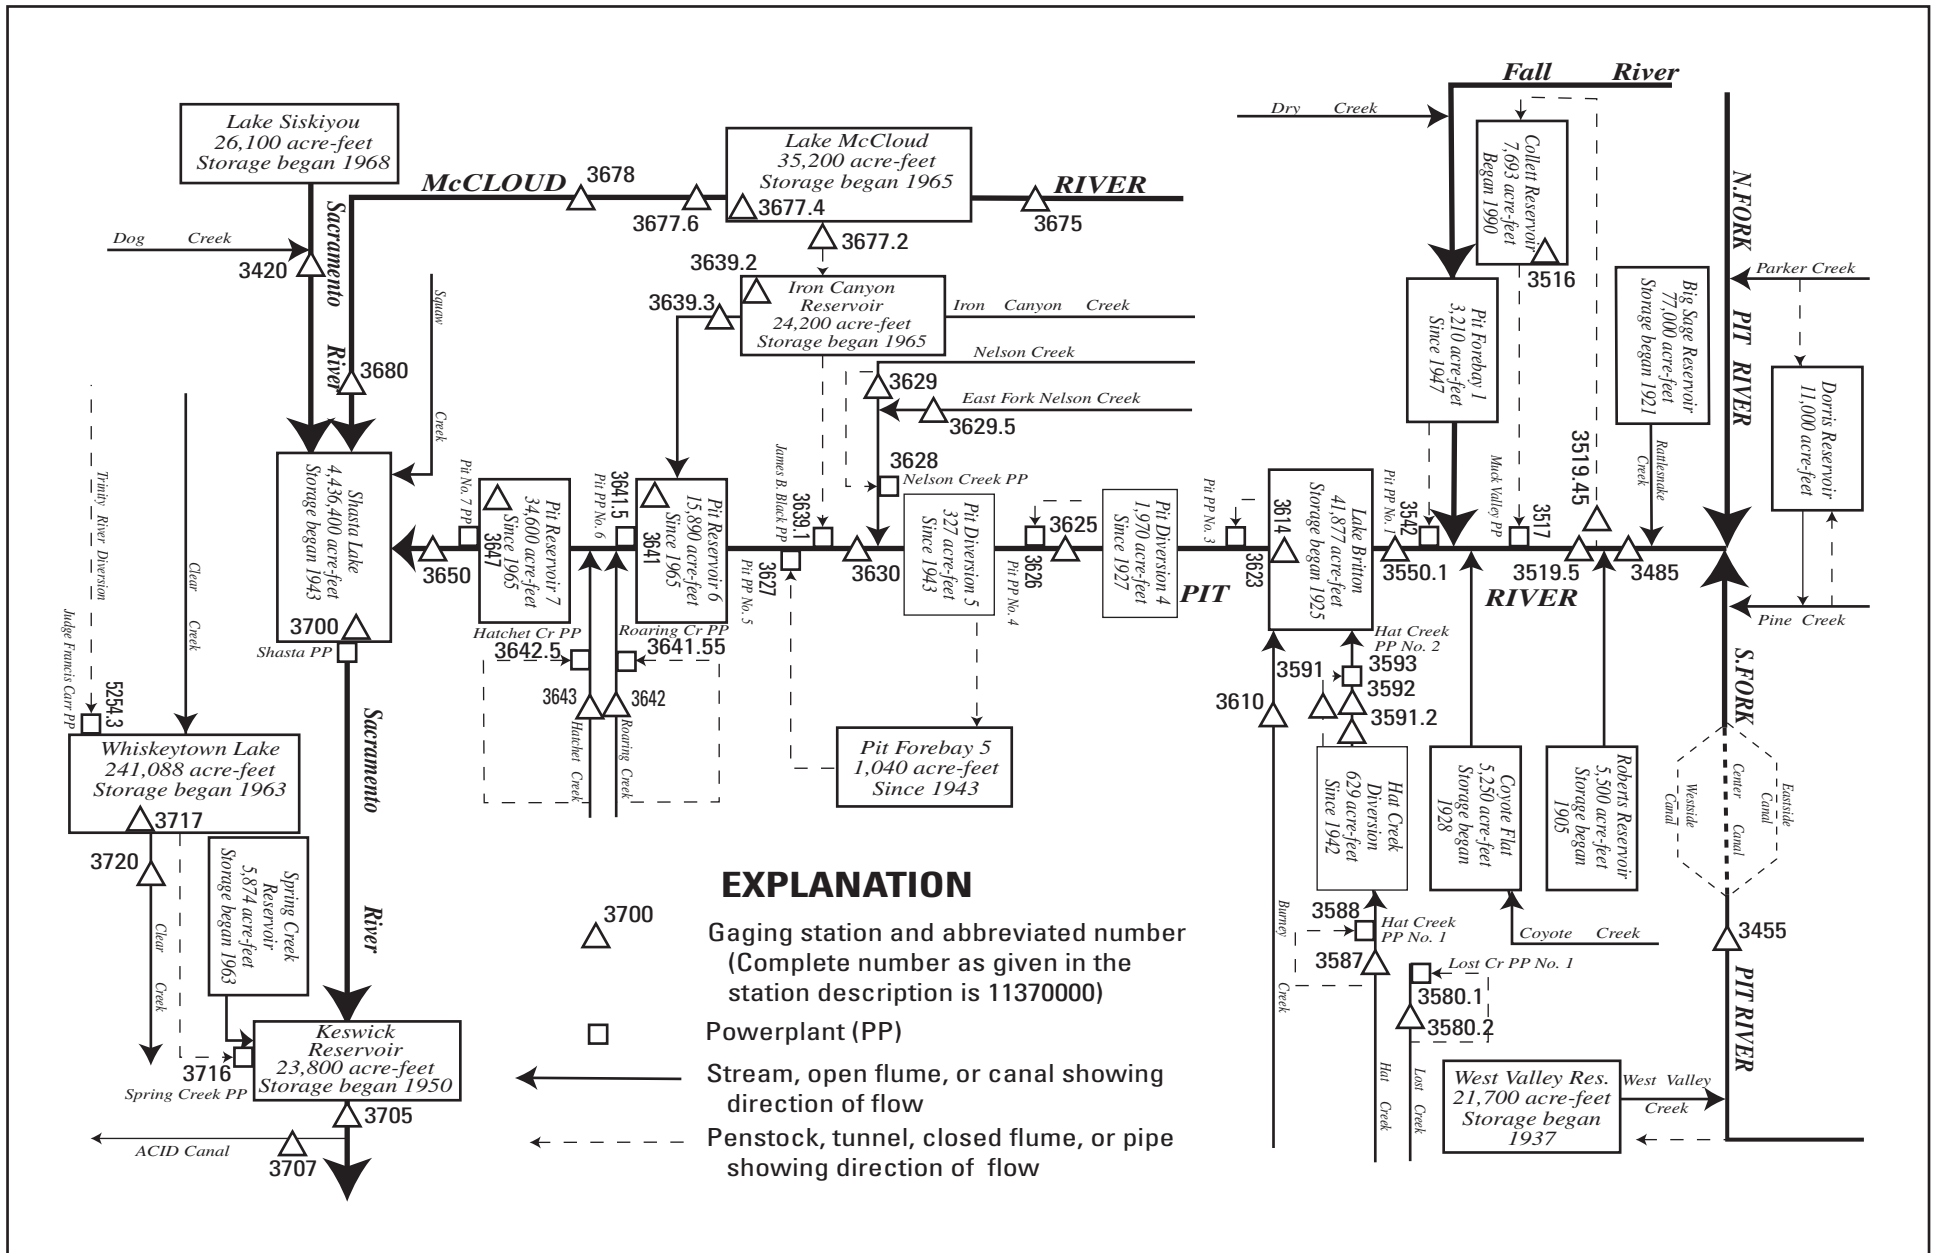 Fall River
Dry Creek
Lake Siskiyou
26,100 acre-feet
Storage began 1968
Lake McCloud
35,200 acre-feet
Storage began 1965
3677.4
McCLOUD
RIVER
3678
3677.6
3675
3677.2
Collett Reservoir
7,693 acre-feet
Began 1990
3516
N.FORK PIT RIVER
Dog Creek
3420
Sacramento River
Squaw Creek
3680
3639.2
3639.3
Iron Canyon
Reservoir
24,200 acre-feet
Storage began 1965
Iron Canyon Creek
Nelson Creek
3629
East Fork Nelson Creek
3629.5
3628
Nelson Creek PP
Pit Forebay 1
3,210 acre-feet
Since 1947
Big Sage Reservoir
77,000 acre-feet
Storage began 1921
Parker Creek
Dorris Reservoir
11,000 acre-feet
Pine Creek
Rattlesnake
Creek
3519.45
Muck Valley PP
3517
Pit PP No. 1
3542
3550.1
3519.5
3485
RIVER
PIT
Lake Britton
41,877 acre-feet
Storage began 1925
3614
Pit PP No. 3
3623
Pit Diversion 4
1,970 acre-feet
Since 1927
3625
3626
Pit PP No. 4
Pit Diversion 5
327 acre-feet
Since 1943
3630
James B. Black PP
3639.1
3627
Pit PP No. 5
Pit Reservoir 6
15,890 acre-feet
Since 1965
3641
3641.5
Pit PP No. 6
Pit Reservoir 7
34,600 acre-feet
Since 1965
Pit No. 7 PP
3647
3650
Shasta Lake
4,436,400 acre-feet
Storage began 1943
3700
Shasta PP
Trinity River Diversion
Clear Creek
Judge Francis Carr PP
5254.3
Hatchet Cr PP
3642.5
Roaring Cr PP
3641.55
3643
3642
Hatchet Creek
Roaring Creek
Pit Forebay 5
1,040 acre-feet
Since 1943
Hat Creek
PP No. 2
3591
3593
3592
3591.2
3610
Burney Creek
Hat Creek
Diversion
629 acre-feet
Since 1942
Coyote Flat
5,250 acre-feet
Storage began
1928
Roberts Reservoir
5,500 acre-feet
Storage began
1905
S.FORK
Eastside
Canal
Center Canal
Westside
Canal
3455
PIT RIVER
Coyote Creek
3588
Hat Creek
PP No. 1
3587
Lost Cr PP No. 1
3580.1
3580.2
Hat Creek
Lost Creek
West Valley Res.
21,700 acre-feet
Storage began
1937
West Valley
Creek
Whiskeytown Lake
241,088 acre-feet
Storage began 1963
3717
3720
Clear Creek
Spring Creek
Reservoir
5,874 acre-feet
Storage began 1963
Sacramento River
Keswick
Reservoir
23,800 acre-feet
Storage began 1950
3716
Spring Creek PP
3705
ACID Canal
3707
EXPLANATION
3700
Gaging station and abbreviated number
(Complete number as given in the
station description is 11370000)
Powerplant (PP)
Stream, open flume, or canal showing
direction of flow
Penstock, tunnel, closed flume, or pipe
showing direction of flow